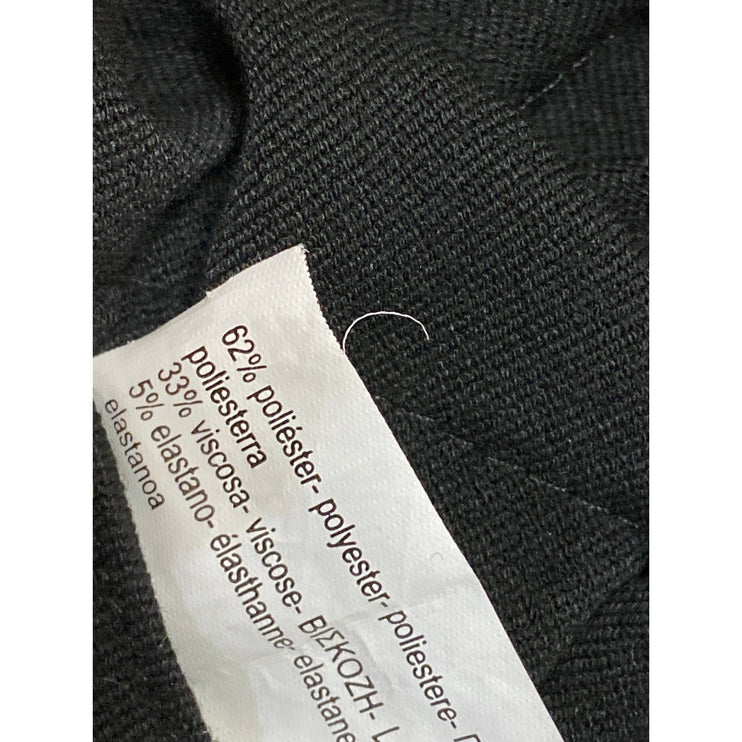 62% poliéster- polyester- poliestere-
poliesterra
33% viscosa- viscose- ΒΙΣΚΟΖΗ-
5% elastano- élasthanne- elastane
elastanoa